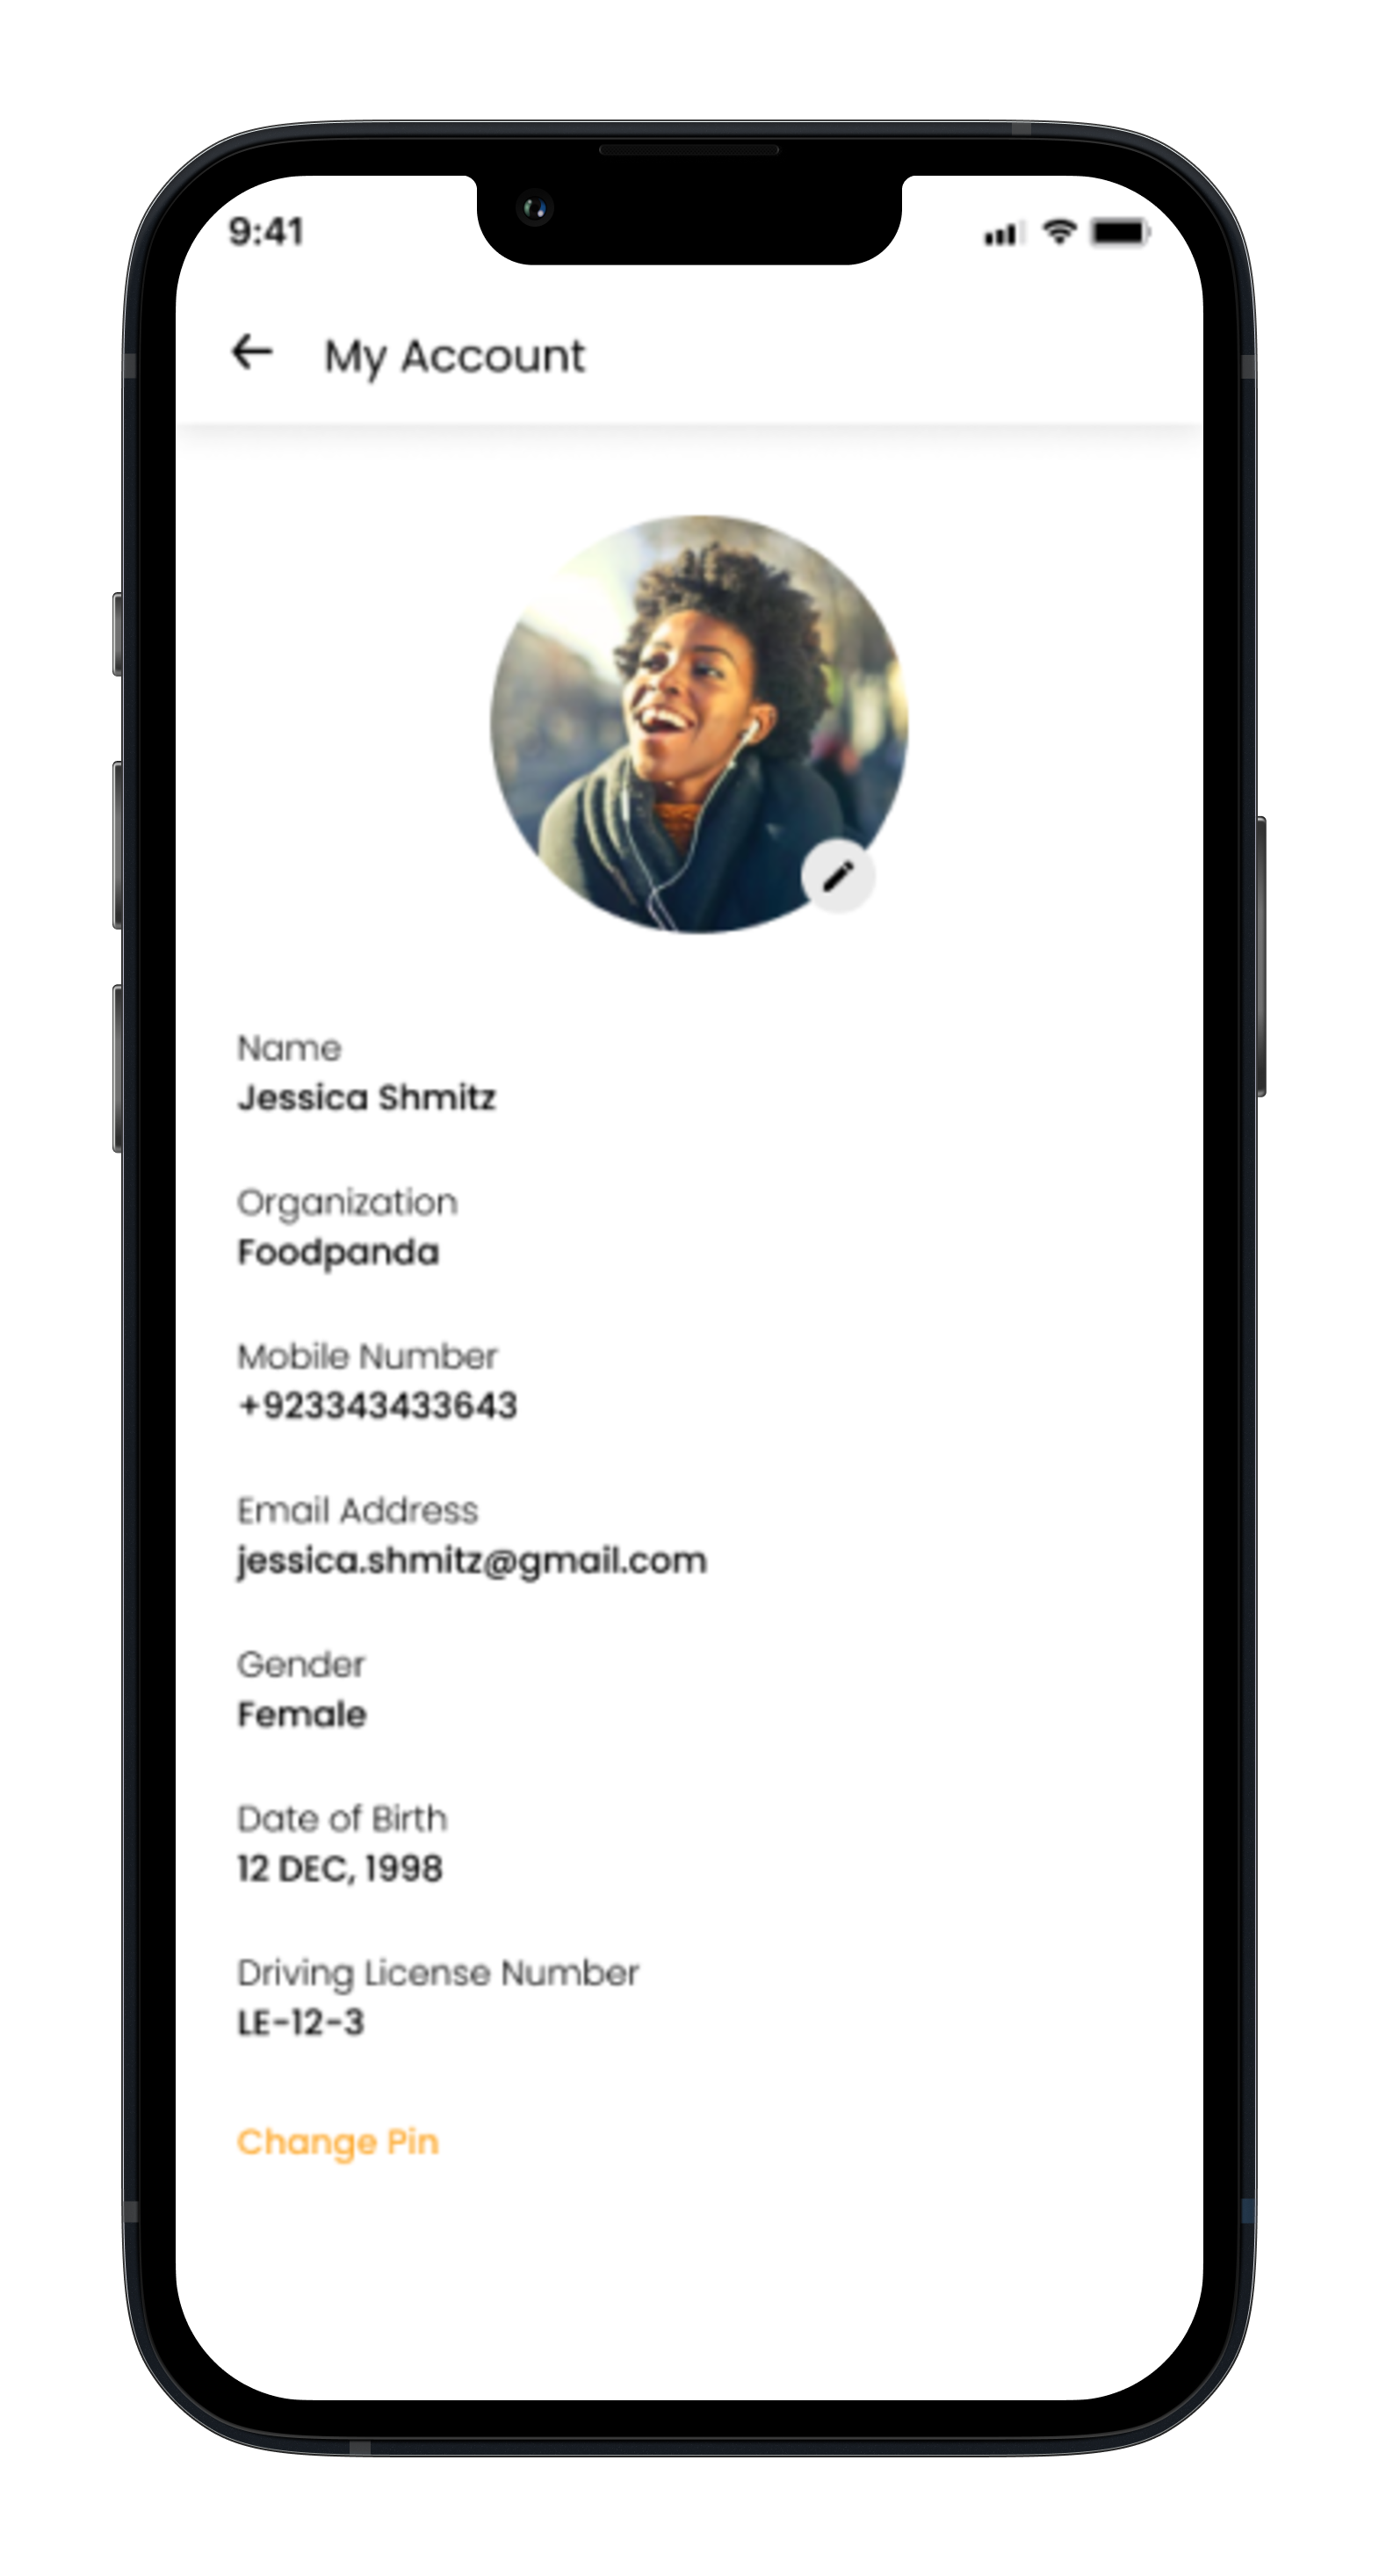 9:41
My Account
Name
Jessica Shmitz
Organization
Foodpanda
Mobile Number
+923343433643
Email Address
jessica.shmitz@gmail.com
Gender
Female
Date of Birth
12 DEC, 1998
Driving License Number
LE-12-3
Change Pin